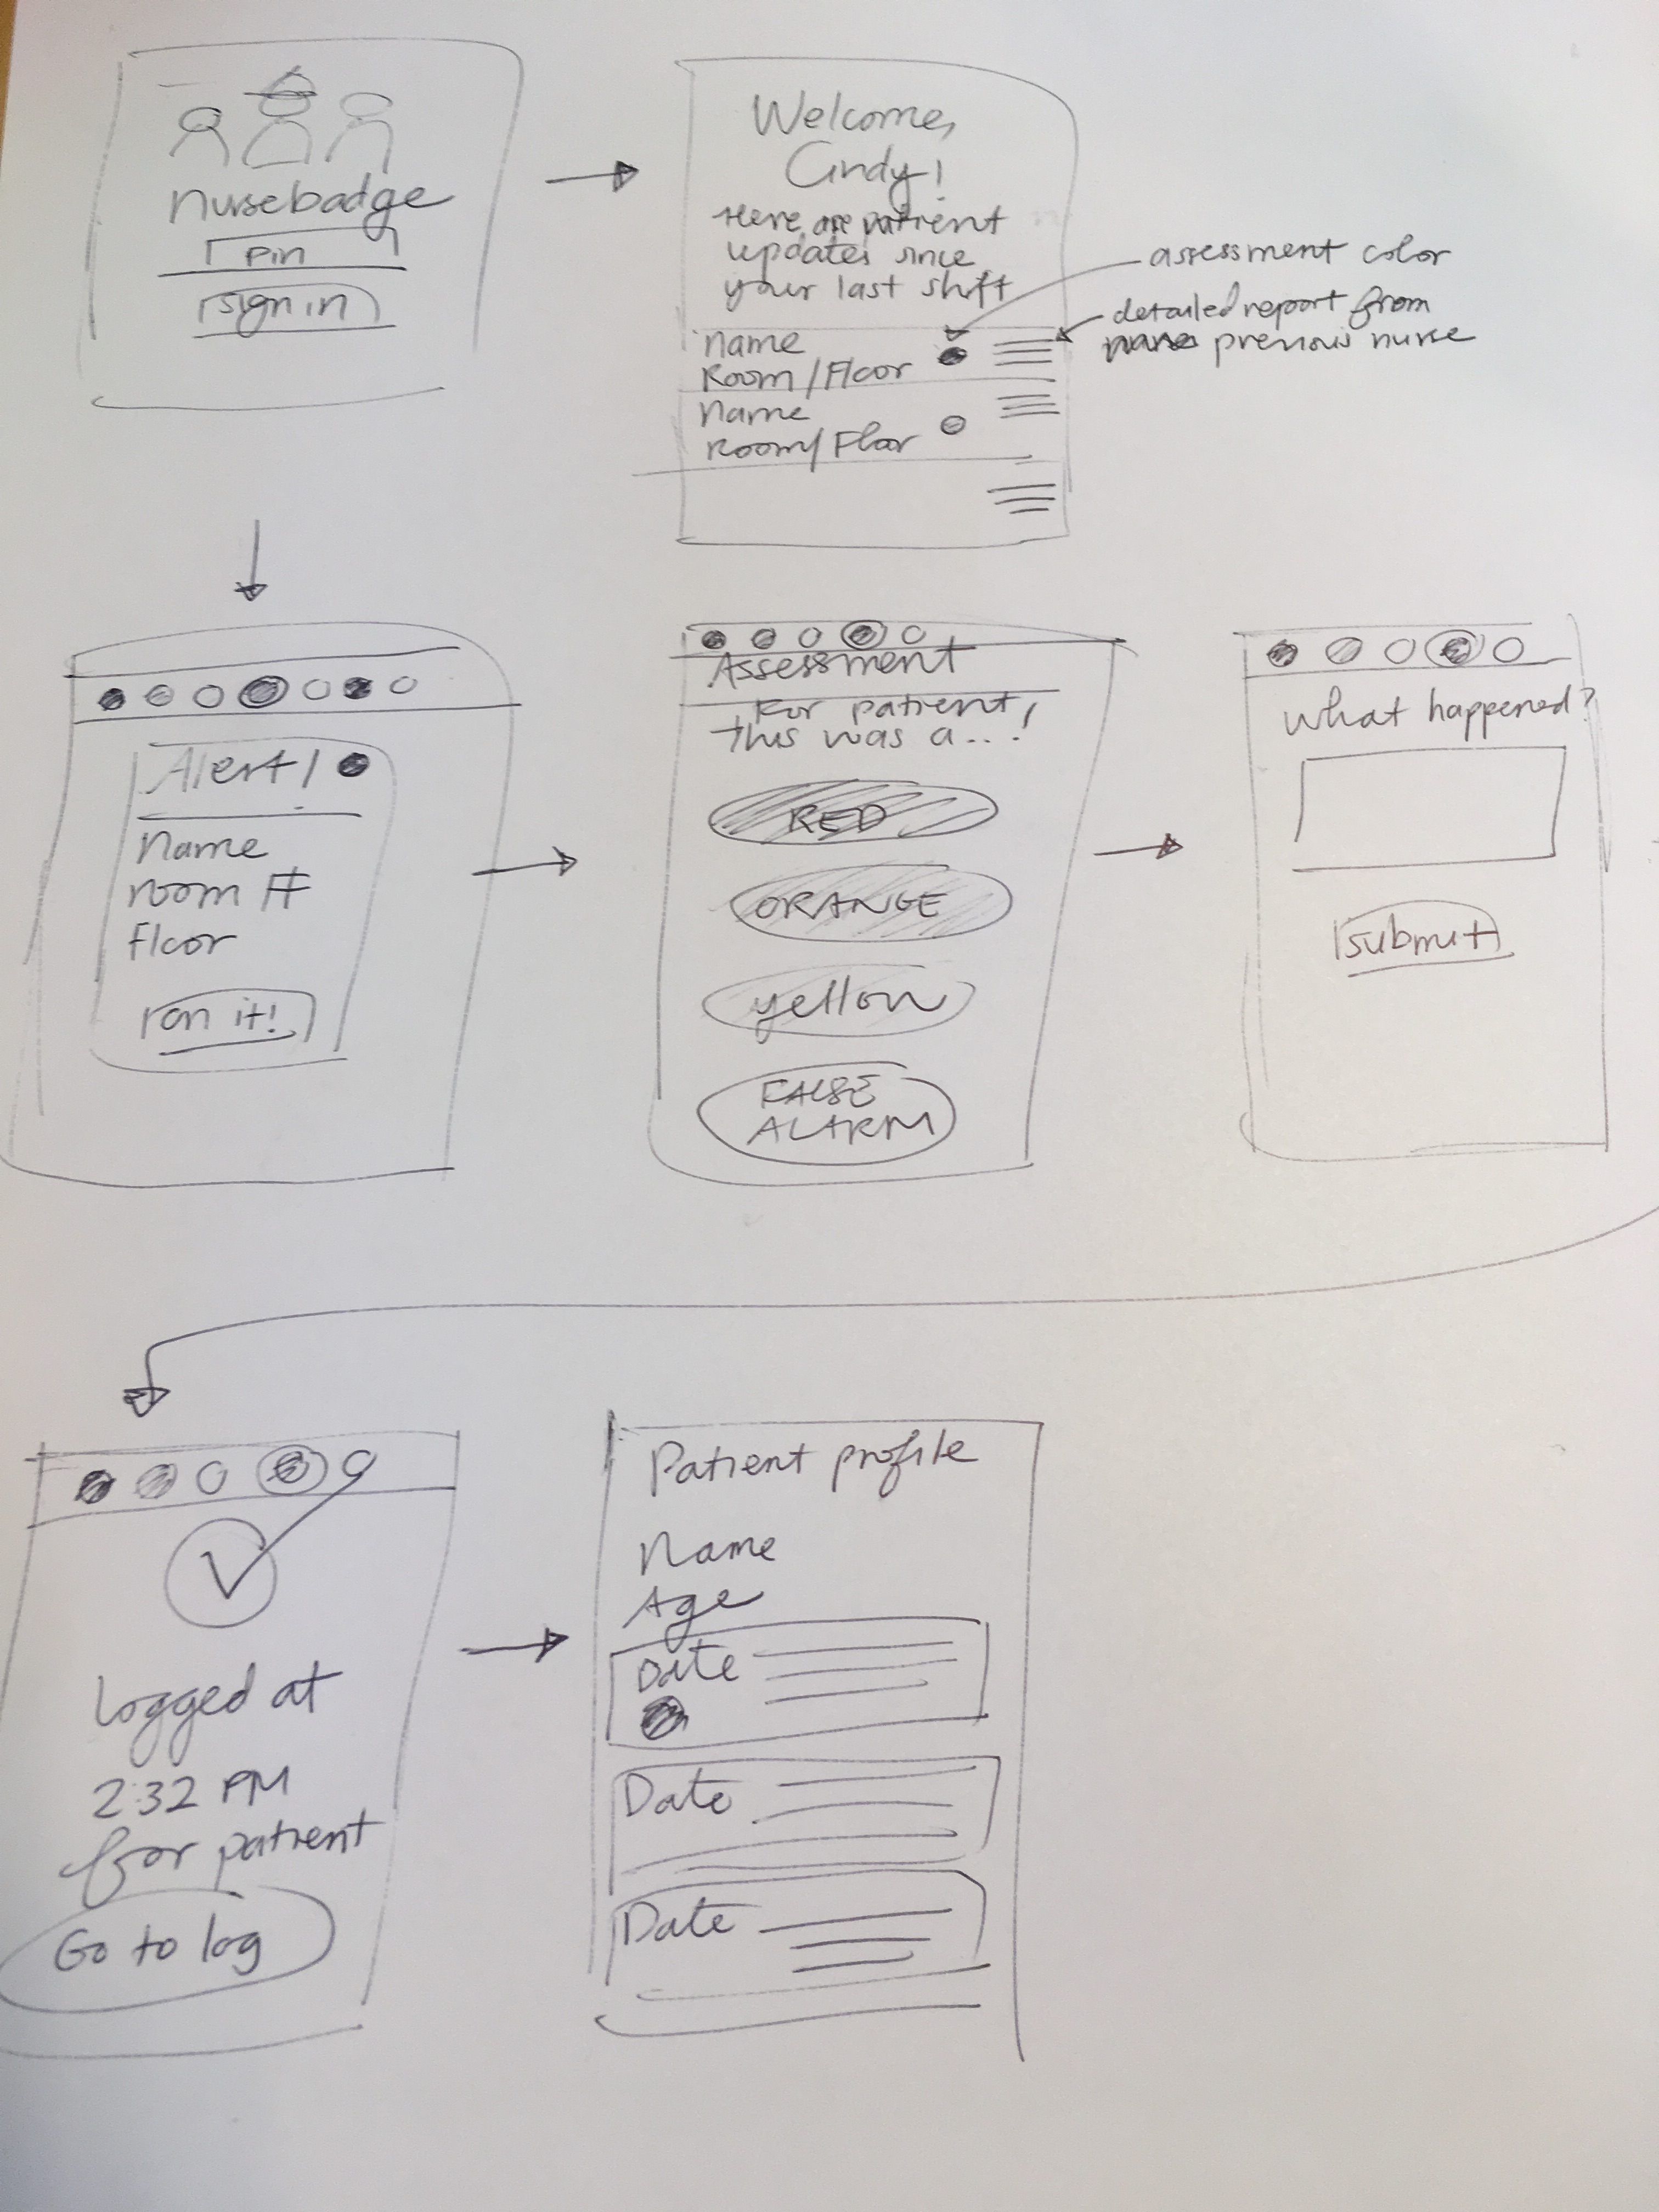 nursebadge
pin
sign in
Welcome,
Cindy!
Here are patient
updates since
your last shift
assessment color
detailed report from
previous nurse
name
Room/Floor
name
Room/Floor
Alert!
Name
room #
floor
on it!
Assessment
For patient,
this was a...!
RED
ORANGE
yellow
FALSE
ALARM
what happened?
submit
Logged at
2:32 PM
for patient
Go to log
Patient profile
Name
Age
Date
Date
Date